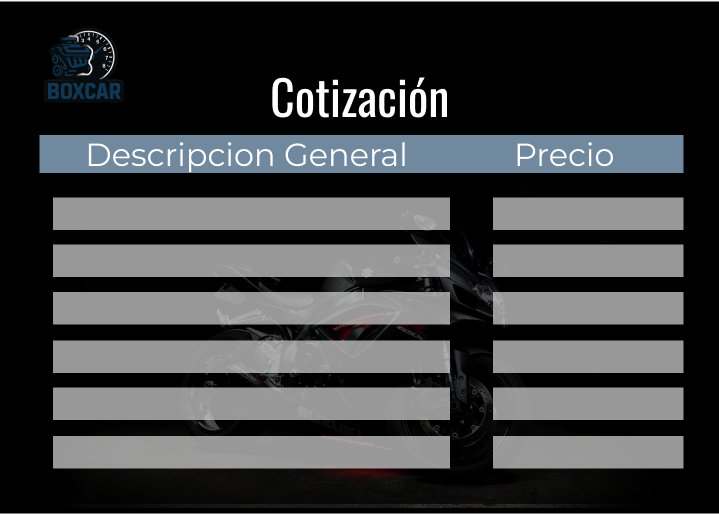 BOXCAR
Cotización
Descripcion General Precio